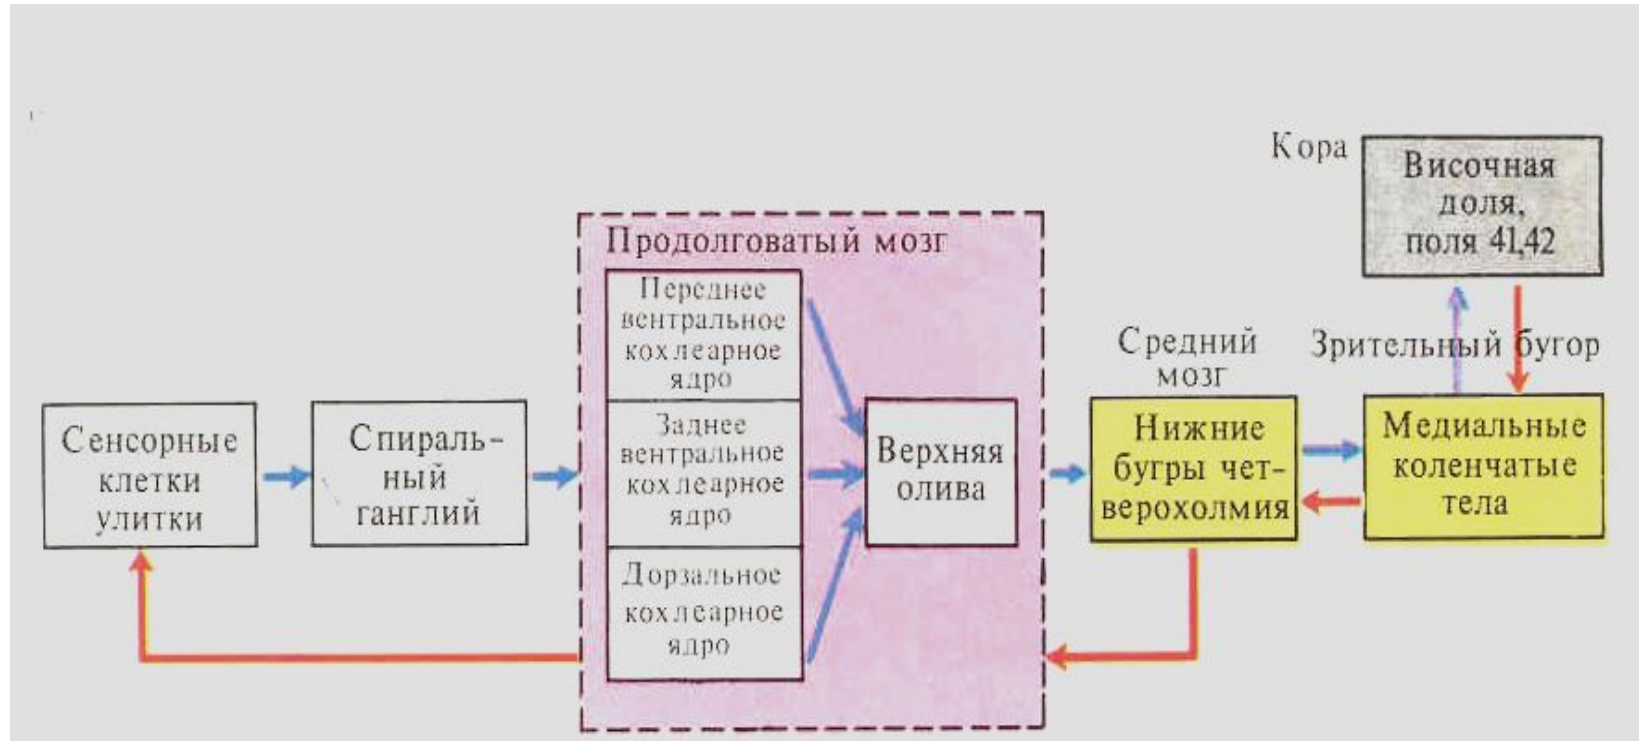 Кора
Височная
доля,
поля 41,42
Продолговатый мозг
Переднее
вентральное
кохлеарное
ядро
Заднее
вентральное
кохлеарное
ядро
Дорзальное
кохлеарное
ядро
Верхняя
олива
Сенсорные
клетки
улитки
Спираль-
ный
ганглий
Средний
мозг
Нижние
бугры чет-
верохолмия
Зрительный бугор
Медиальные
коленчатые
тела